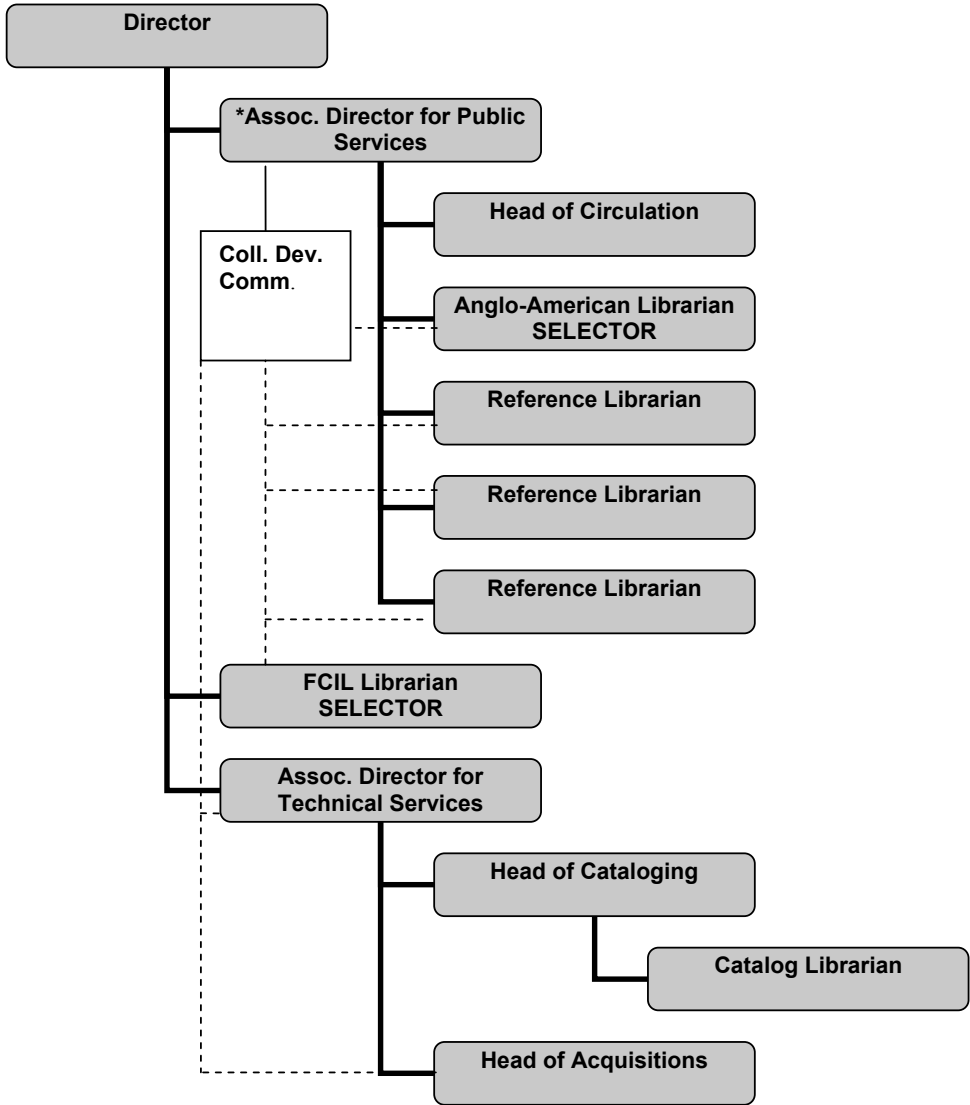 Director
*Assoc. Director for Public
Services
Head of Circulation
Coll. Dev.
Comm.
Anglo-American Librarian
SELECTOR
Reference Librarian
Reference Librarian
Reference Librarian
FCIL Librarian
SELECTOR
Assoc. Director for
Technical Services
Head of Cataloging
Catalog Librarian
Head of Acquisitions